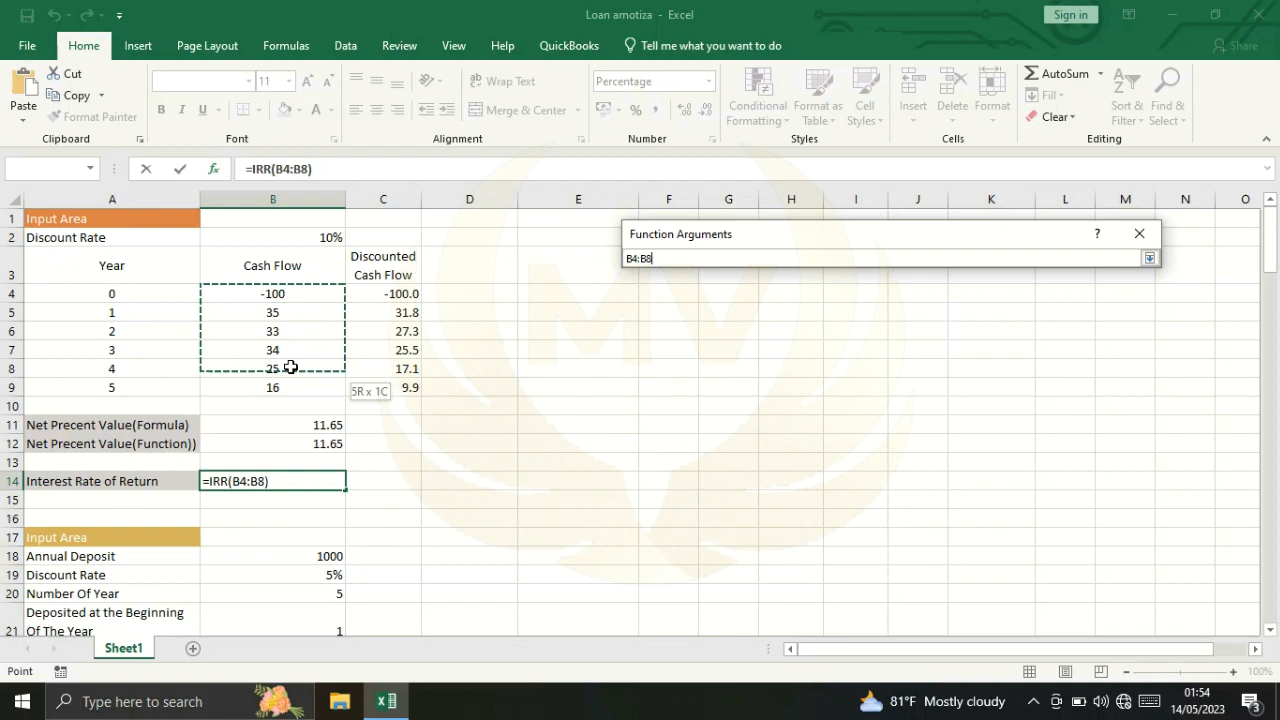 Loan amotiza - Excel
Sign in
File Home Insert Page Layout Formulas Data Review View Help QuickBooks Tell me what you want to do Share
Paste Cut Copy Format Painter
11
Wrap Text
Merge & Center
Percentage
Conditional Formatting Format as Table Cell Styles
Insert Delete Format
AutoSum Fill Clear
Sort & Filter Find & Select
Clipboard Font Alignment Number Styles Cells Editing
=IRR(B4:B8)
A B C D E F G H I J K L M N O
1 Input Area
2 Discount Rate 10%
3 Year Cash Flow Discounted Cash Flow
4 0 -100 -100.0
5 1 35 31.8
6 2 33 27.3
7 3 34 25.5
8 4 25 17.1
9 5 16 9.9
5R x 1C
10
11 Net Precent Value(Formula) 11.65
12 Net Precent Value(Function)) 11.65
13
14 Interest Rate of Return =IRR(B4:B8)
15
16
17 Input Area
18 Annual Deposit 1000
19 Discount Rate 5%
20 Number Of Year 5
21 Deposited at the Beginning Of The Year 1
Function Arguments ?
B4:B8
MV
Sheet1
Point 100%
Type here to search
81°F Mostly cloudy
01:54
14/05/2023
3